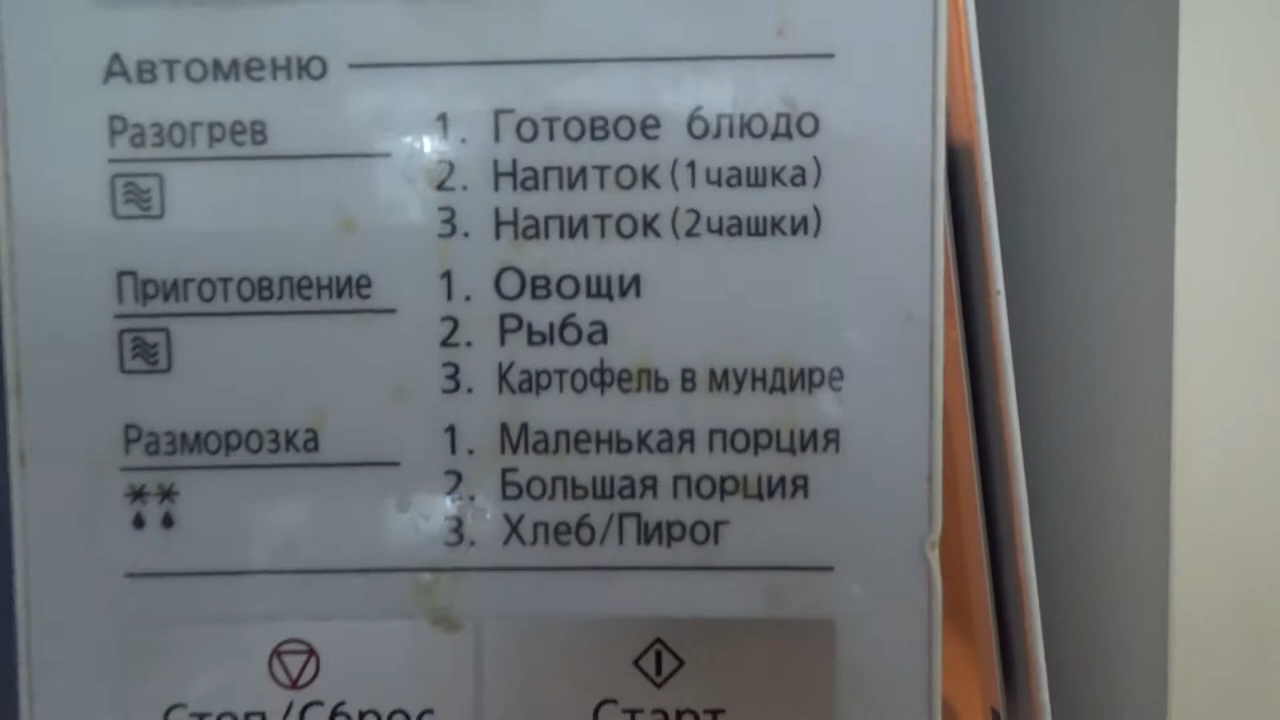 Автоменю
Разогрев
1. Готовое блюдо
2. Напиток (1чашка)
3. Напиток (2чашки)
Приготовление
1. Овощи
2. Рыба
3. Картофель в мундире
Разморозка
1. Маленькая порция
2. Большая порция
3. Хлеб/Пирог
Стоп/Сброс
Старт